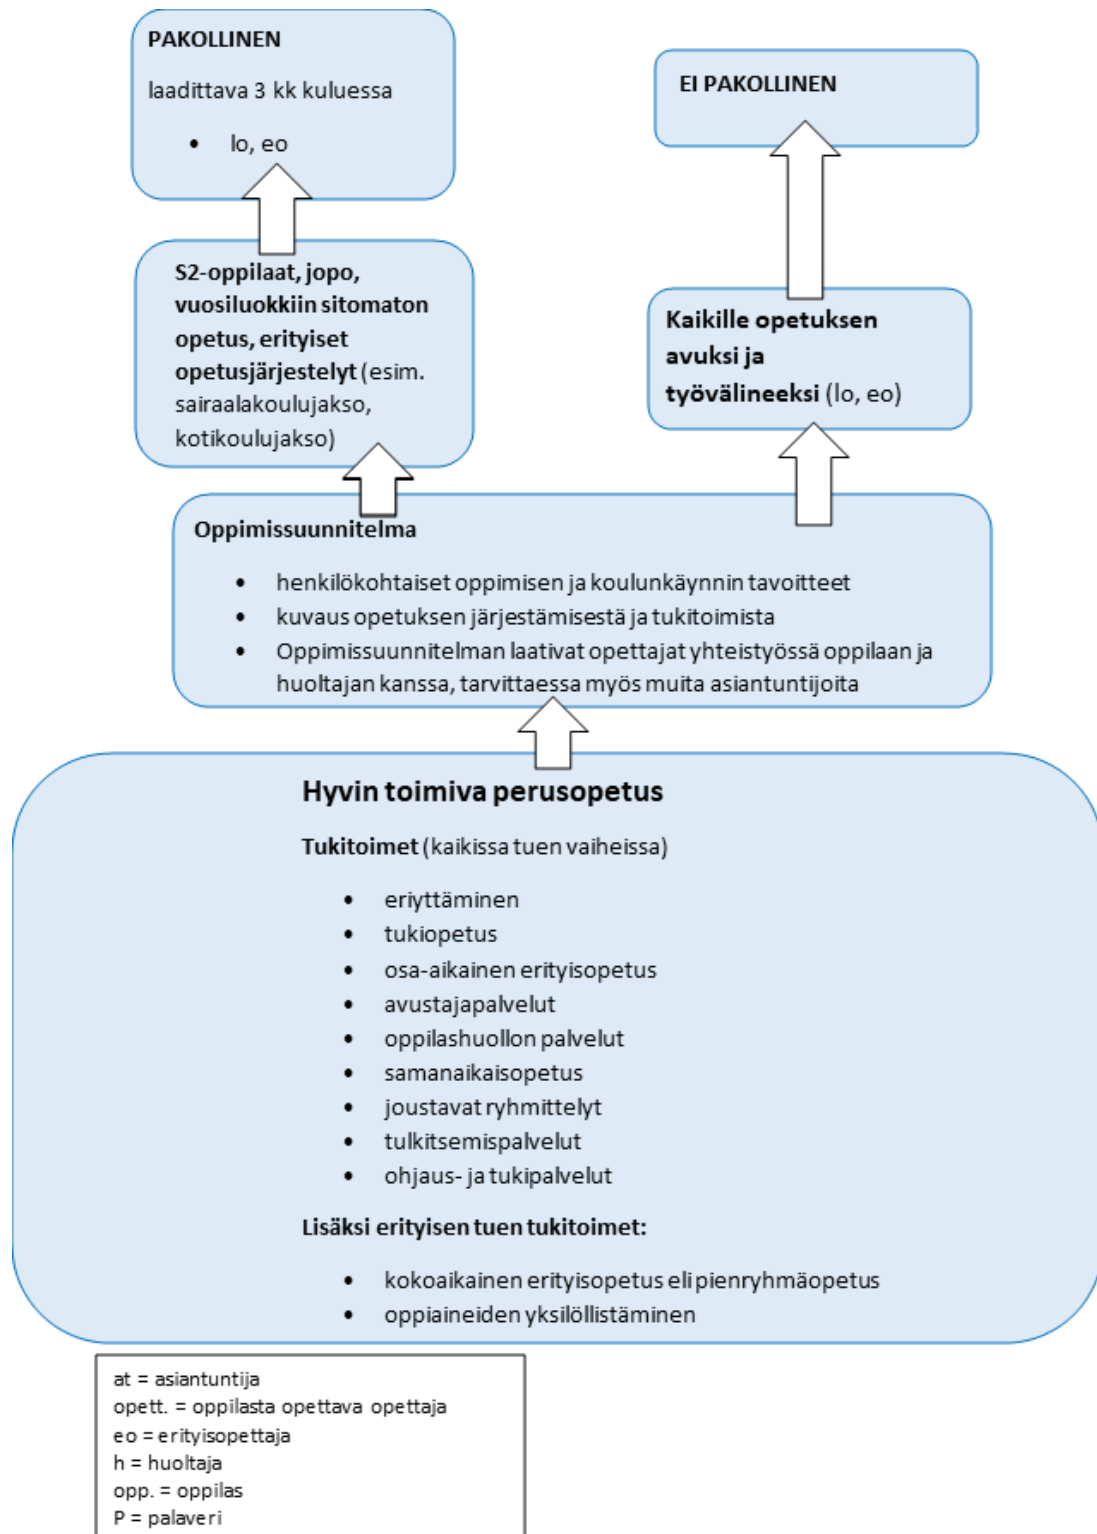 PAKOLLINEN
laadittava 3 kk kuluessa
• lo, eo
EI PAKOLLINEN
S2-oppilaat, jopo,
vuosiluokkiin sitomaton
opetus, erityiset
opetusjärjestelyt (esim.
sairaalakoulujakso,
kotikoulujakso)
Kaikille opetuksen
avuksi ja
työvälineeksi (lo, eo)
Oppimissuunnitelma
• henkilökohtaiset oppimisen ja koulunkäynnin tavoitteet
• kuvaus opetuksen järjestämisestä ja tukitoimista
• Oppimissuunnitelman laativat opettajat yhteistyössä oppilaan ja
huoltajan kanssa, tarvittaessa myös muita asiantuntijoita
Hyvin toimiva perusopetus
Tukitoimet (kaikissa tuen vaiheissa)
• eriyttäminen
• tukiopetus
• osa-aikainen erityisopetus
• avustajapalvelut
• oppilashuollon palvelut
• samanaikaisopetus
• joustavat ryhmittelyt
• tulkitsemispalvelut
• ohjaus- ja tukipalvelut
Lisäksi erityisen tuen tukitoimet:
• kokoaikainen erityisopetus eli pienryhmäopetus
• oppiaineiden yksilöllistäminen
at = asiantuntija
opett. = oppilasta opettava opettaja
eo = erityisopettaja
h = huoltaja
opp. = oppilas
P = palaveri